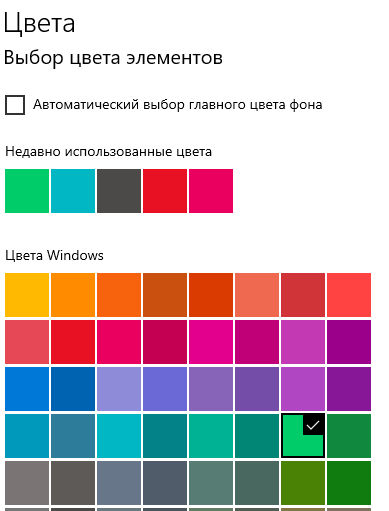 Цвета
Выбор цвета элементов
Автоматический выбор главного цвета фона
Недавно использованные цвета
Цвета Windows